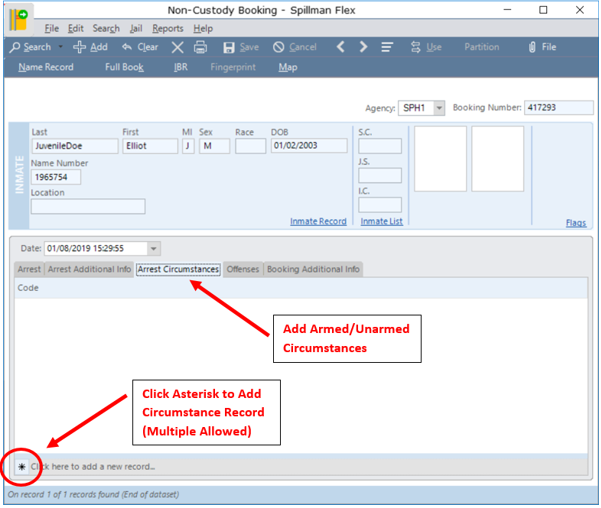 Non-Custody Booking - Spillman Flex
File Edit Search Jail Reports Help
Search Add Clear Save Cancel Use Partition File
Name Record Full Book IBR Fingerprint Map
Agency: SPH1 Booking Number: 417293
INMATE
Last First MI Sex Race DOB S.C.
JuvenileDoe Elliot J M 01/02/2003
Name Number J.S.
1965754
Location I.C.
Inmate Record Inmate List Flags
Date: 01/08/2019 15:29:55
Arrest Arrest Additional Info Arrest Circumstances Offenses Booking Additional Info
Code
Add Armed/Unarmed
Circumstances
Click Asterisk to Add
Circumstance Record
(Multiple Allowed)
* Click here to add a new record...
On record 1 of 1 records found (End of dataset)